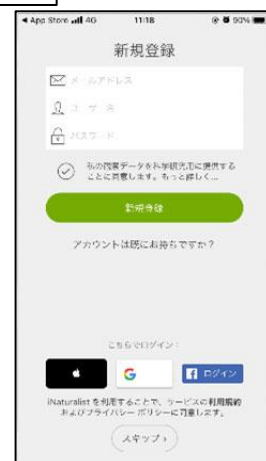 App Store 4G 11:18 90%
新規登録
メールアドレス
ユーザー名
パスワード
私の観察データを科学研究用に提供する
ことに同意します。もっと詳しく...
新規登録
アカウントは既にお持ちですか？
こちらでログイン：
ログイン
iNaturalist を利用することで、サービスの利用規約
およびプライバシー ポリシーに同意します。
スキップ ›